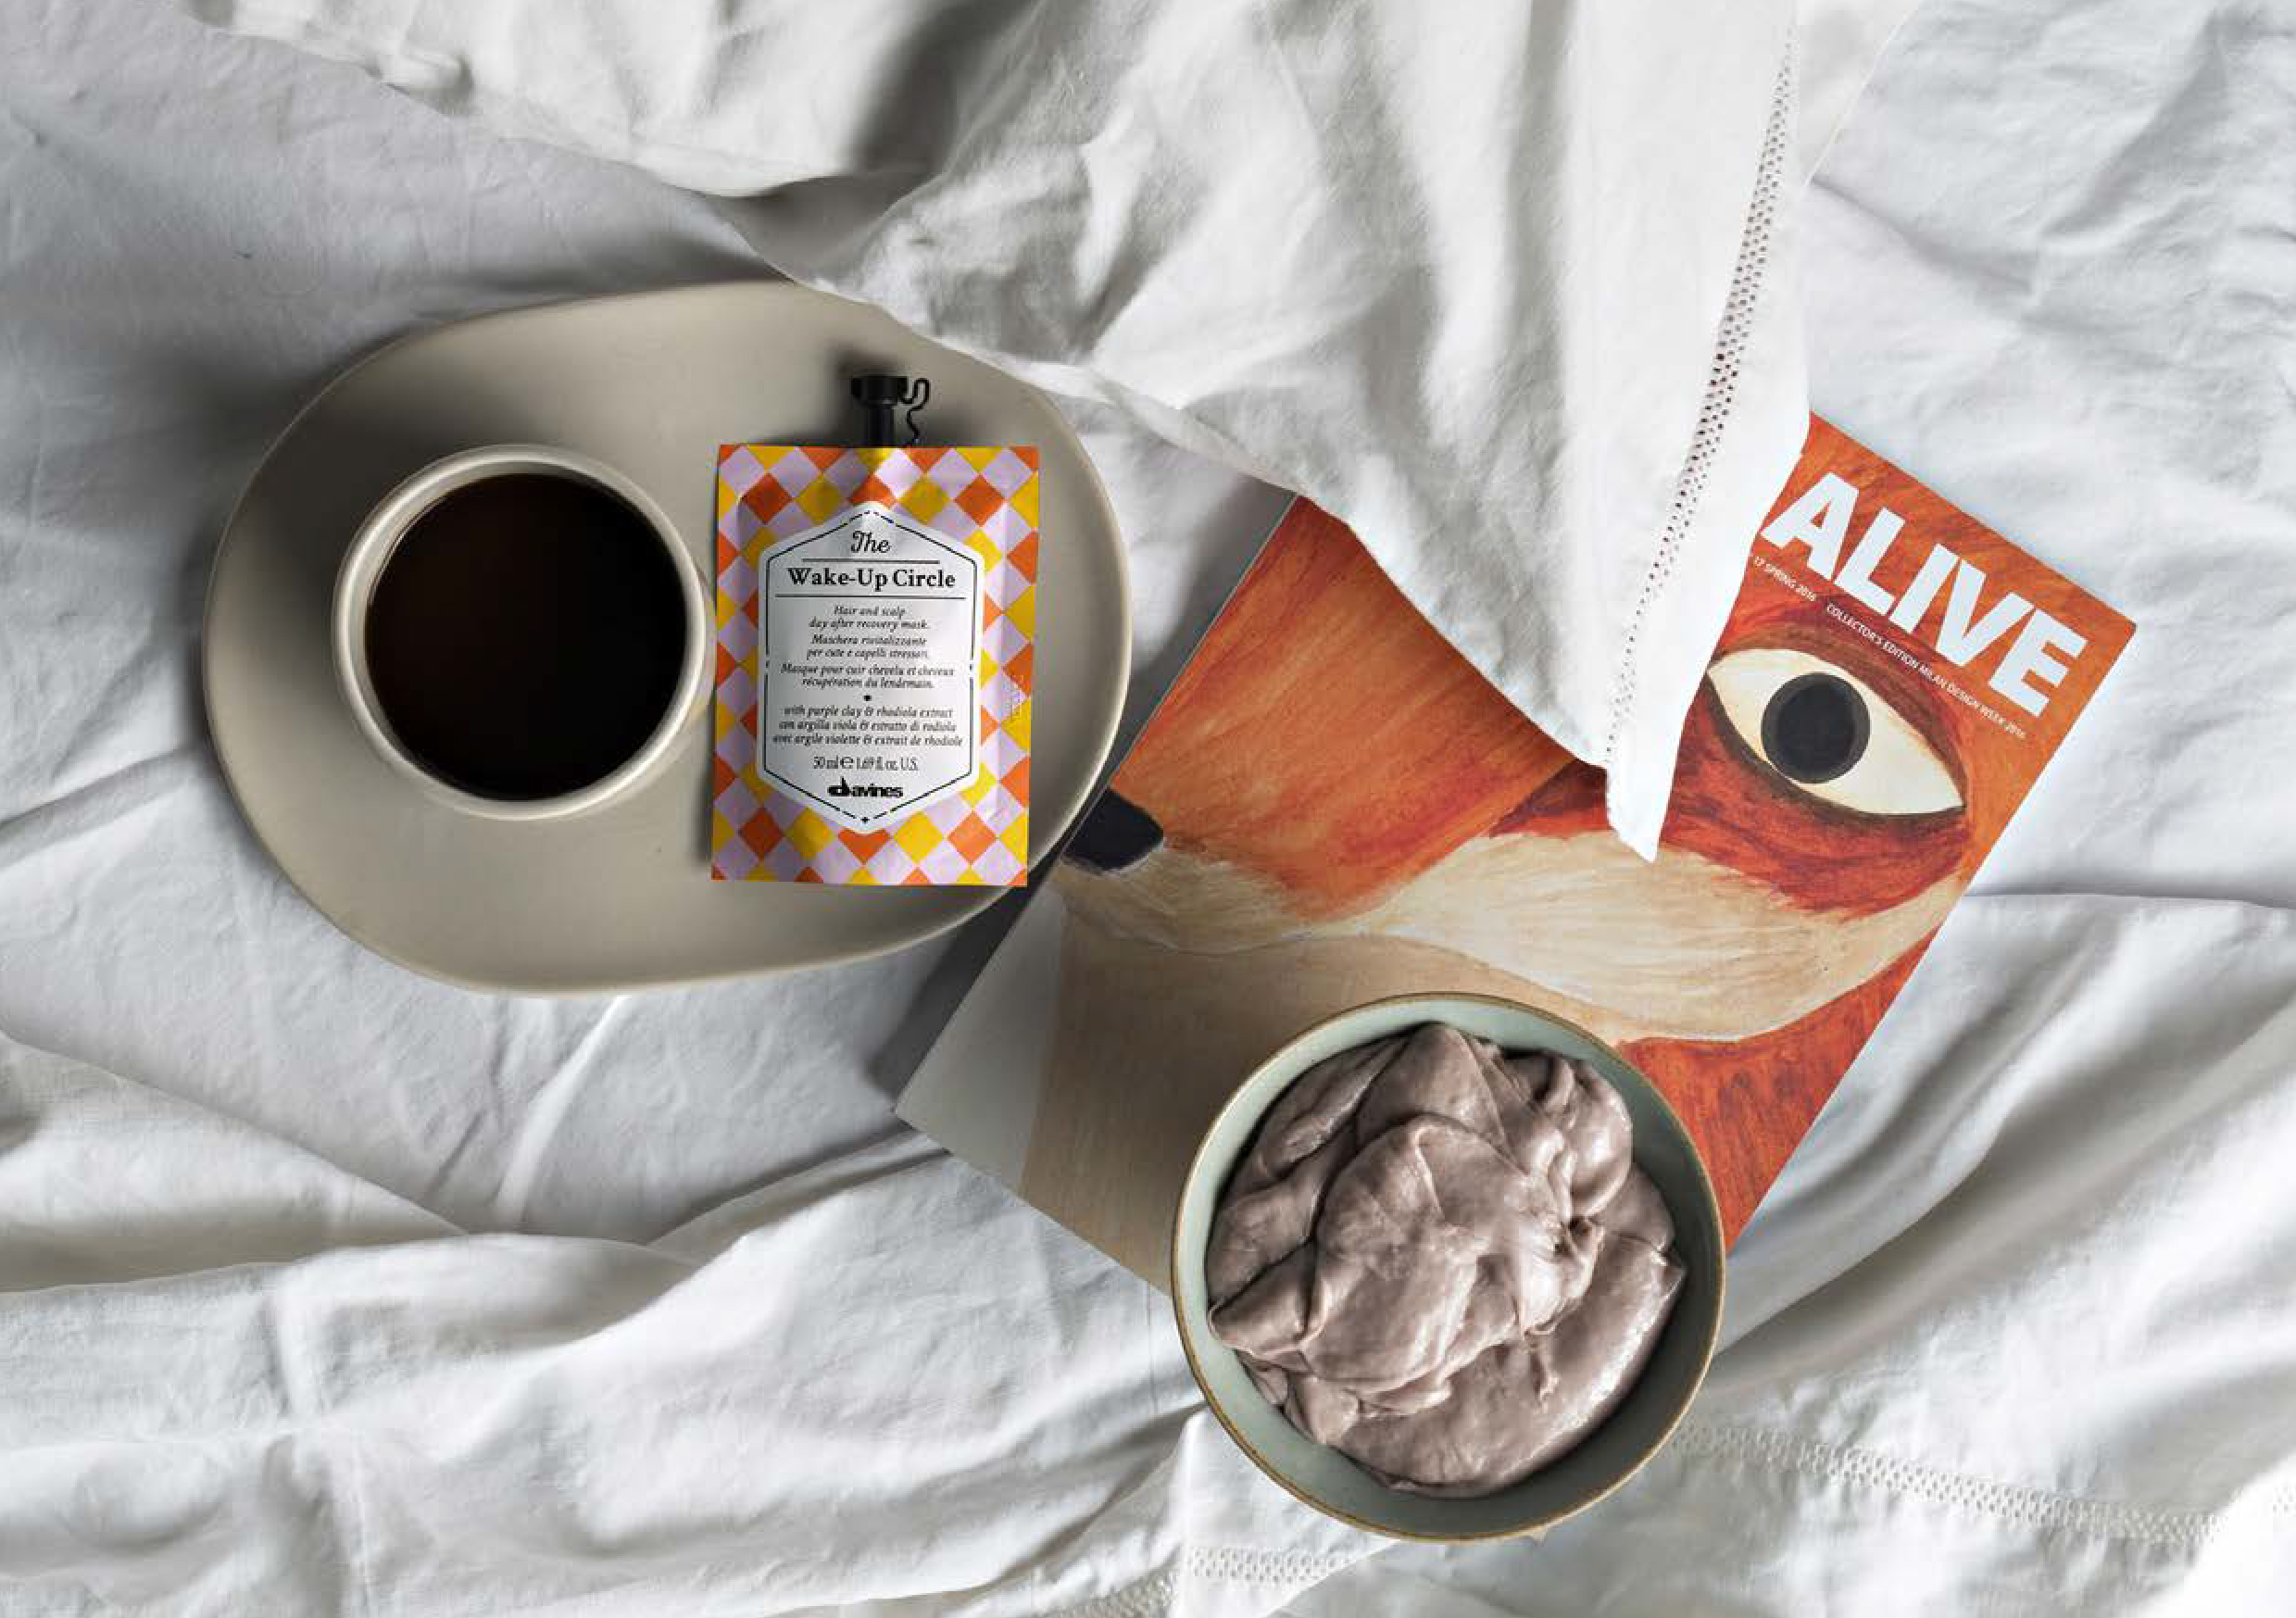 The
Wake-Up Circle
Hair and scalp
day after recovery mask.
Maschera rivitalizzante
per cute e capelli stressati.
Masque pour cuir chevelu et cheveux
récupération du lendemain.
with purple clay & rhodiola extract
con argilla viola & estratto di rodiola
avec argile violette & extrait de rhodiole
50 ml e 1.69 fl. oz. U.S.
davines
ALIVE
17 SPRING 2016 COLLECTOR'S EDITION MILAN DESIGN WEEK 2016